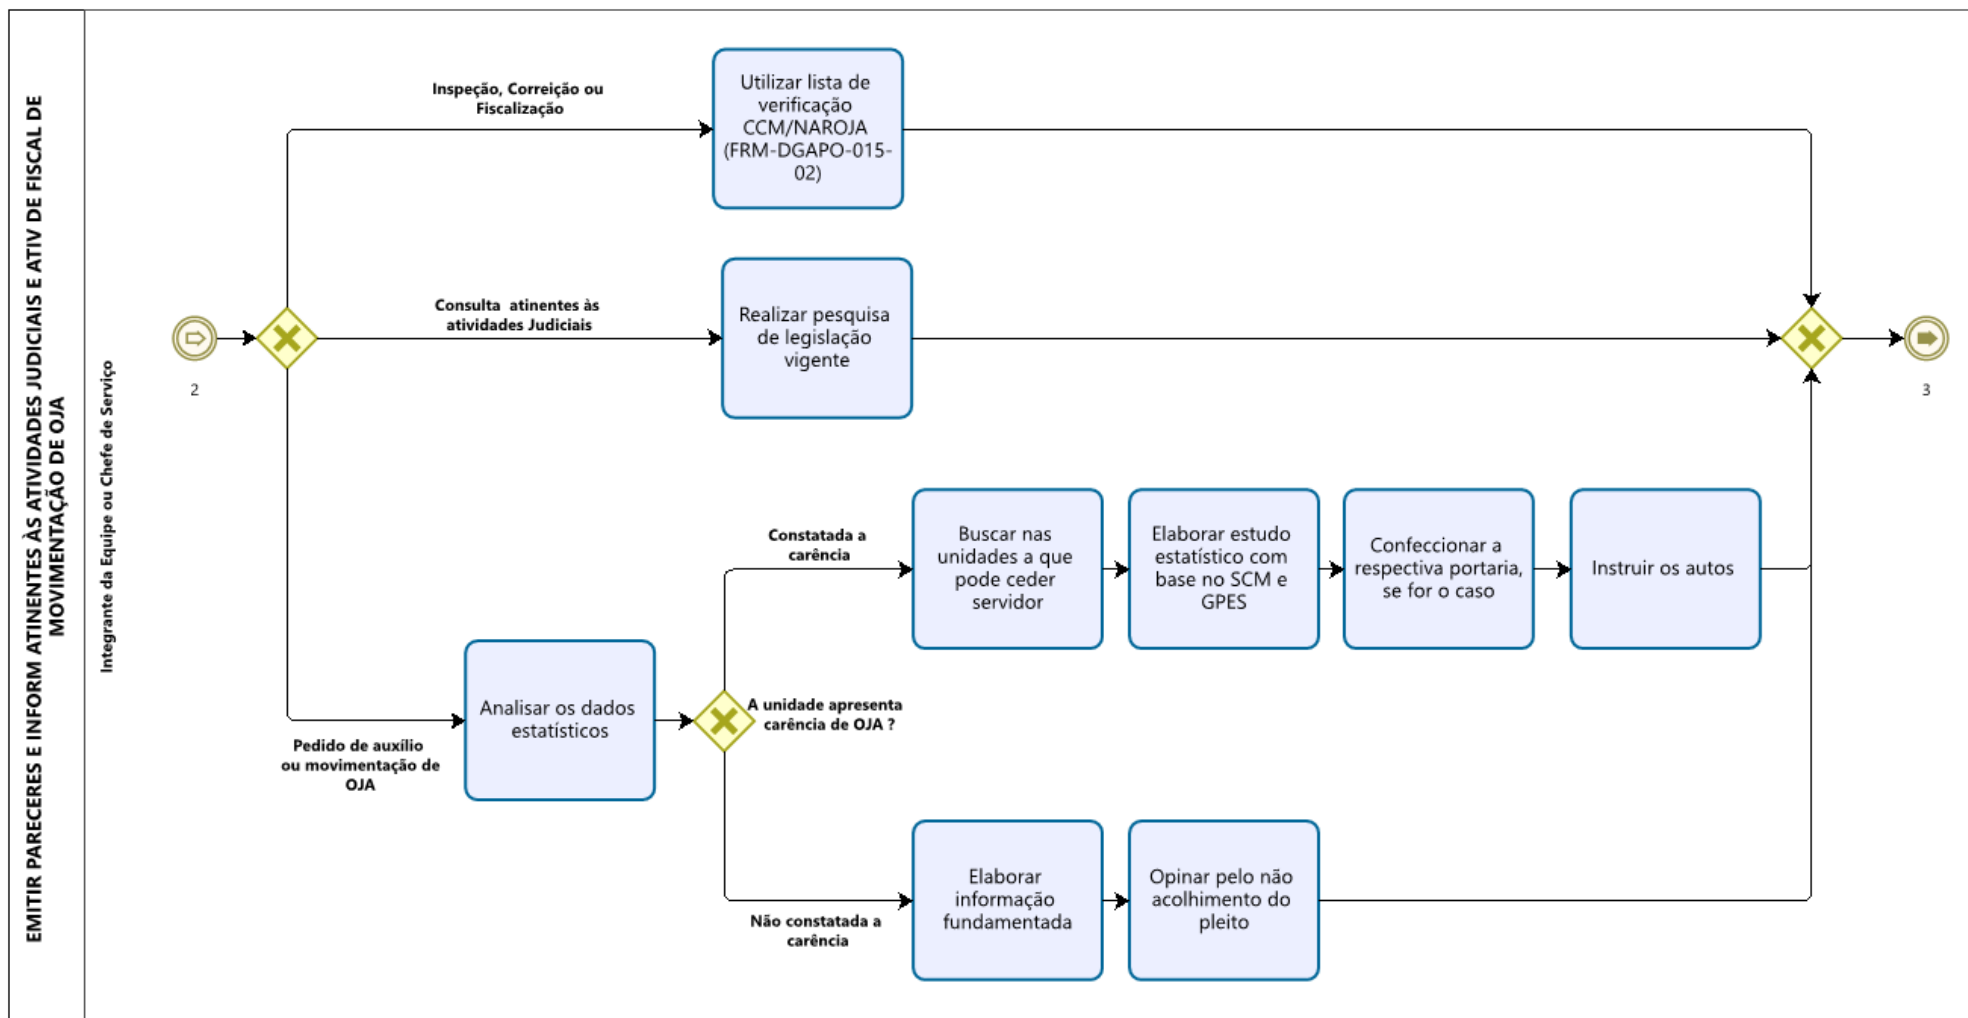 EMITIR PARECERES E INFORM ATINENTES ÀS ATIVIDADES JUDICIAIS E ATIV DE FISCAL DE
MOVIMENTAÇÃO DE OJA
Integrante da Equipe ou Chefe de Serviço
2
Inspeção, Correição ou
Fiscalização
Utilizar lista de
verificação
CCM/NAROJA
(FRM-DGAPO-015-
02)
Consulta  atinentes às
atividades Judiciais
Realizar pesquisa
de legislação
vigente
3
Pedido de auxílio
ou movimentação de
OJA
Analisar os dados
estatísticos
A unidade apresenta
carência de OJA ?
Constatada a
carência
Buscar nas
unidades a que
pode ceder
servidor
Elaborar estudo
estatístico com
base no SCM e
GPES
Confeccionar a
respectiva portaria,
se for o caso
Instruir os autos
Não constatada a
carência
Elaborar
informação
fundamentada
Opinar pelo não
acolhimento do
pleito